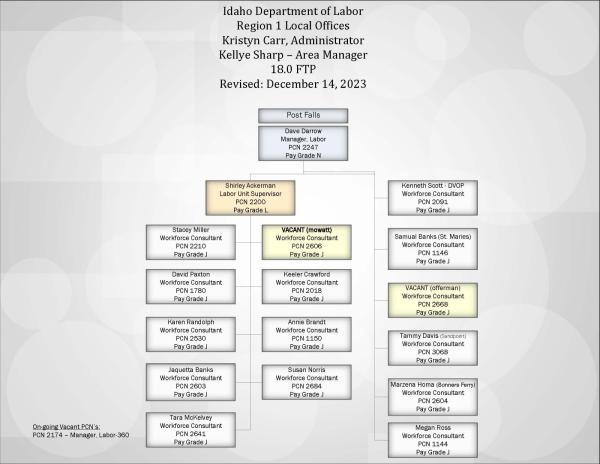 Idaho Department of Labor
Region 1 Local Offices
Kristyn Carr, Administrator
Kellye Sharp – Area Manager
18.0 FTP
Revised: December 14, 2023
Post Falls
Dave Darrow
Manager, Labor
PCN 2247
Pay Grade N
Shirley Ackerman
Labor Unit Supervisor
PCN 2200
Pay Grade L
Stacey Miller
Workforce Consultant
PCN 2210
Pay Grade J
David Paxton
Workforce Consultant
PCN 1780
Pay Grade J
Karen Randolph
Workforce Consultant
PCN 2530
Pay Grade J
Jaquetta Banks
Workforce Consultant
PCN 2603
Pay Grade J
Tara McKelvey
Workforce Consultant
PCN 2641
Pay Grade J
VACANT (mowatt)
Workforce Consultant
PCN 2606
Pay Grade J
Keeler Crawford
Workforce Consultant
PCN 2018
Pay Grade J
Annie Brandt
Workforce Consultant
PCN 1150
Pay Grade J
Susan Norris
Workforce Consultant
PCN 2684
Pay Grade J
Kenneth Scott - DVOP
Workforce Consultant
PCN 2091
Pay Grade J
Samual Banks (St. Maries)
Workforce Consultant
PCN 1146
Pay Grade J
VACANT (offerman)
Workforce Consultant
PCN 2668
Pay Grade J
Tammy Davis (Sandpoint)
Workforce Consultant
PCN 3068
Pay Grade J
Marzena Homa (Bonners Ferry)
Workforce Consultant
PCN 2604
Pay Grade J
Megan Ross
Workforce Consultant
PCN 1144
Pay Grade J
On-going Vacant PCN's:
PCN 2174 – Manager, Labor-360